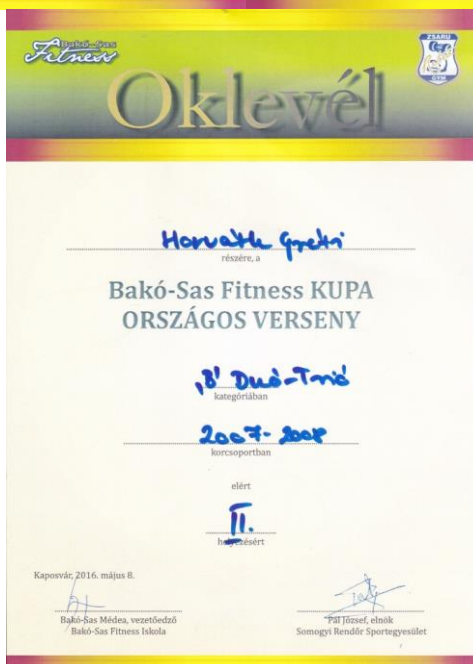 Bakó-Sas
Fitness
ZSARU
GYM
Oklevél
Horváth Gréti
részére, a
Bakó-Sas Fitness KUPA
ORSZÁGOS VERSENY
„B" Duó-Trió
kategóriában
2007-2008
korcsoportban
elért
II.
helyezésért
Kaposvár, 2016. május 8.
Bakó-Sas Médea, vezetőedző
Bakó-Sas Fitness Iskola
Pál József, elnök
Somogyi Rendőr Sportegyesület